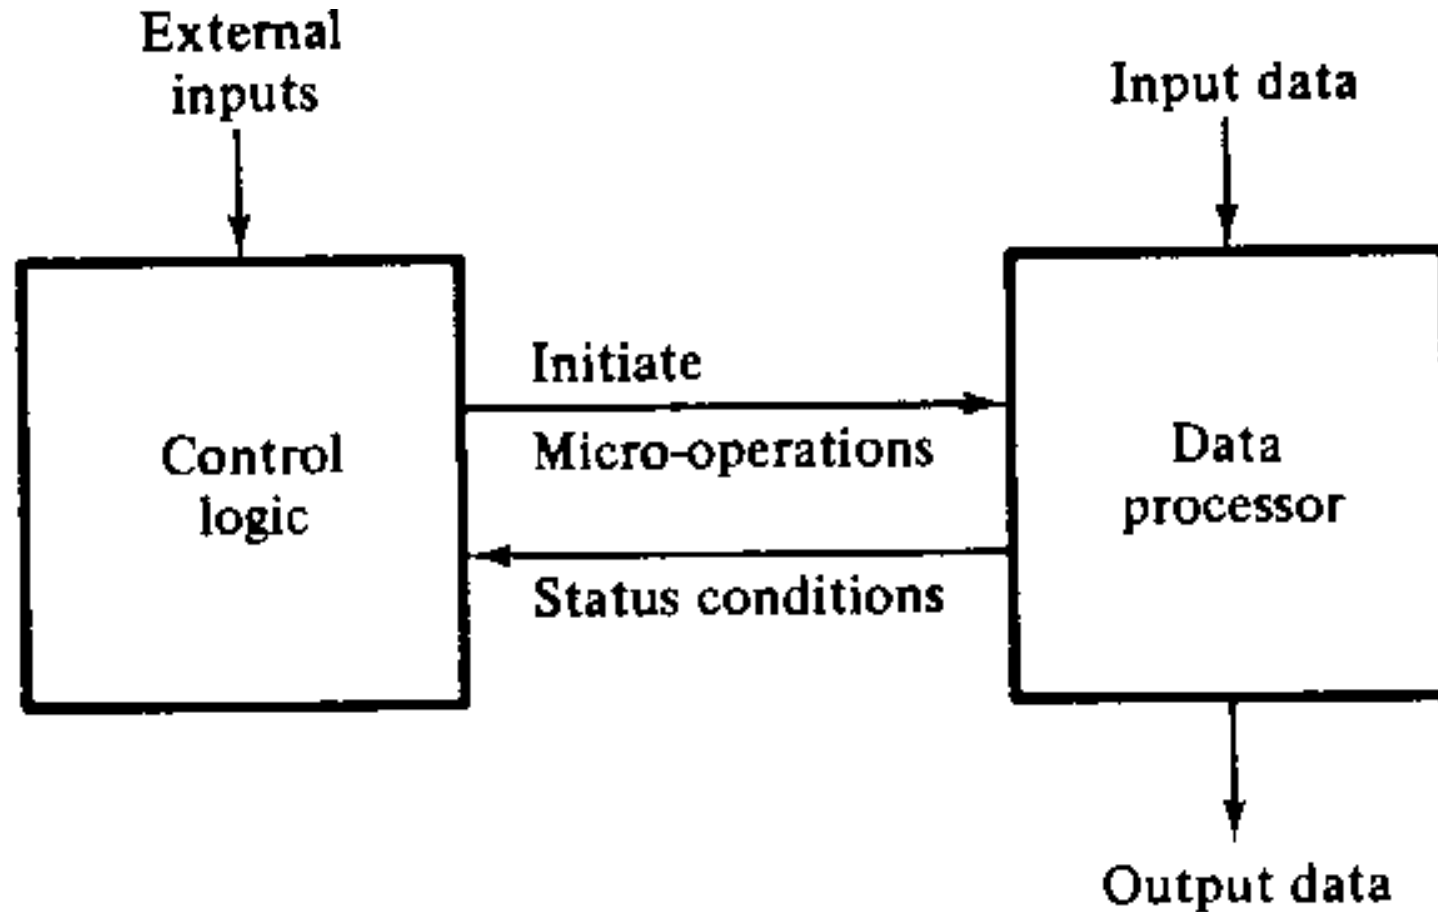 External
inputs
Input data
Initiate
Micro-operations
Control
logic
Data
processor
Status conditions
Output data